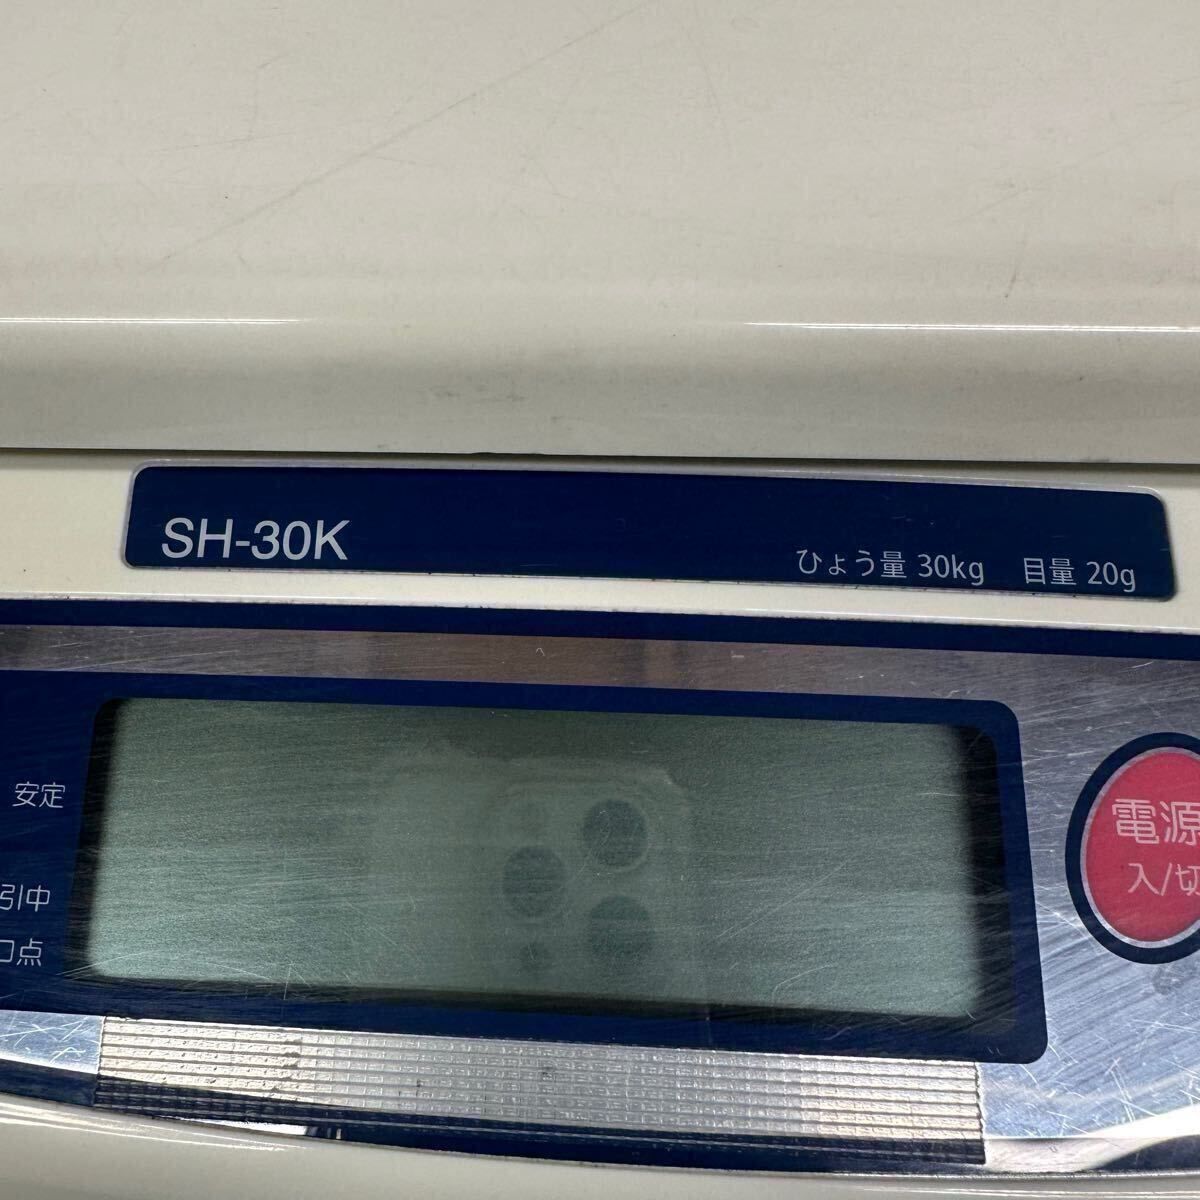 SH-30K
ひょう量 30kg 目量 20g
安定
引中
点
電源
入/切